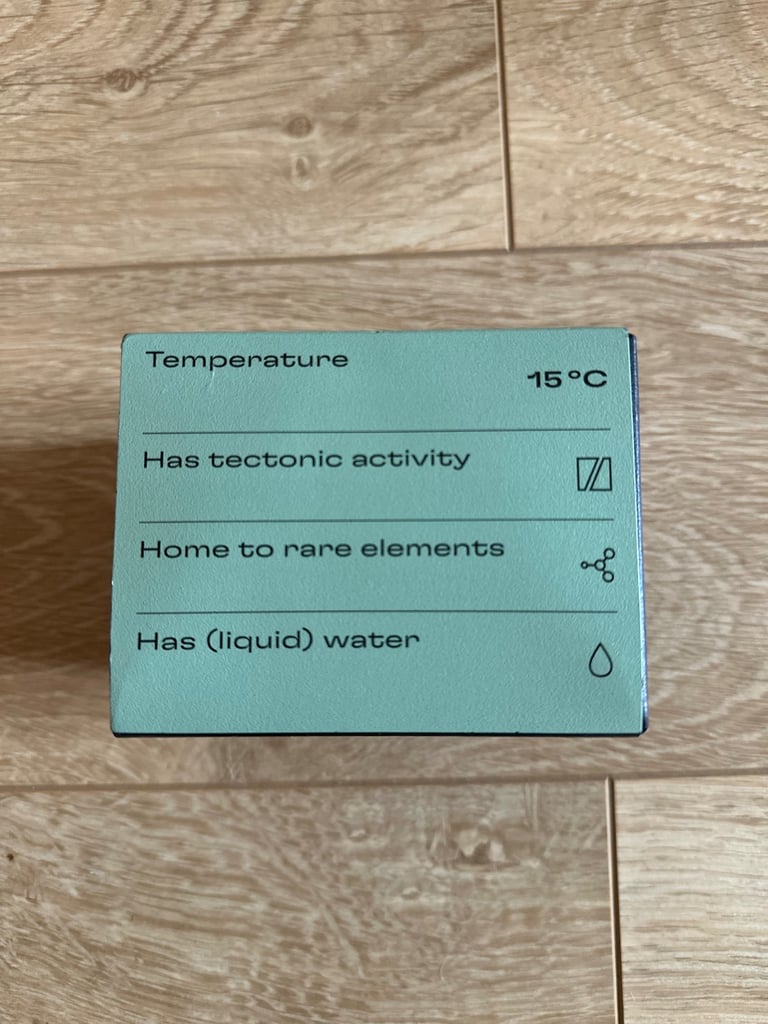 Temperature
15°C
Has tectonic activity
Home to rare elements
Has (liquid) water